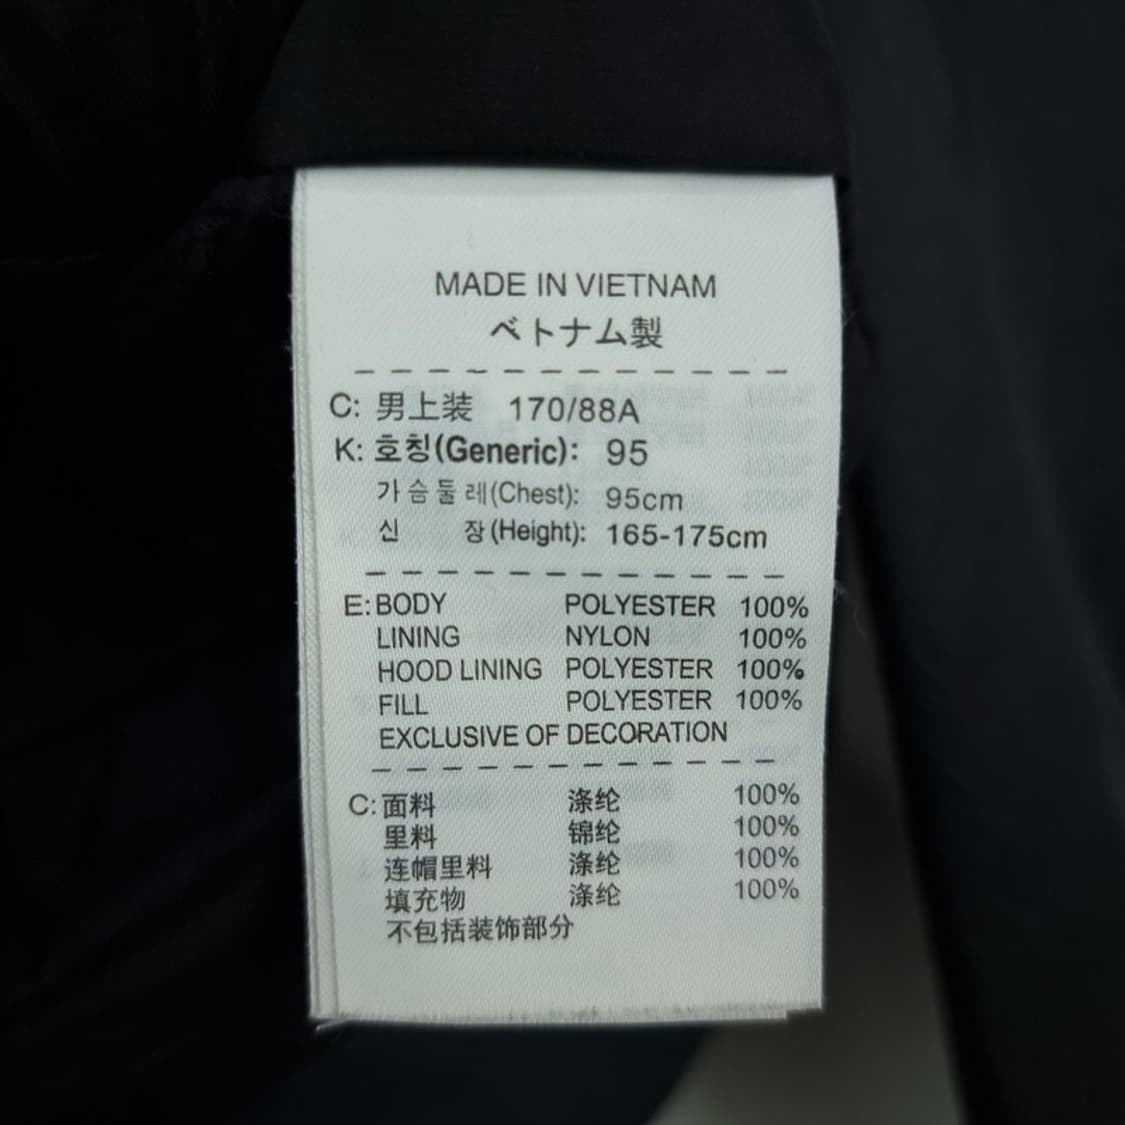 MADE IN VIETNAM
ベトナム製
C: 男上装 170/88A
K: 호칭(Generic): 95
가슴둘레(Chest): 95cm
신 장(Height): 165-175cm
E: BODY POLYESTER 100%
LINING NYLON 100%
HOOD LINING POLYESTER 100%
FILL POLYESTER 100%
EXCLUSIVE OF DECORATION
C: 面料 涤纶 100%
里料 锦纶 100%
连帽里料 涤纶 100%
填充物 涤纶 100%
不包括装饰部分